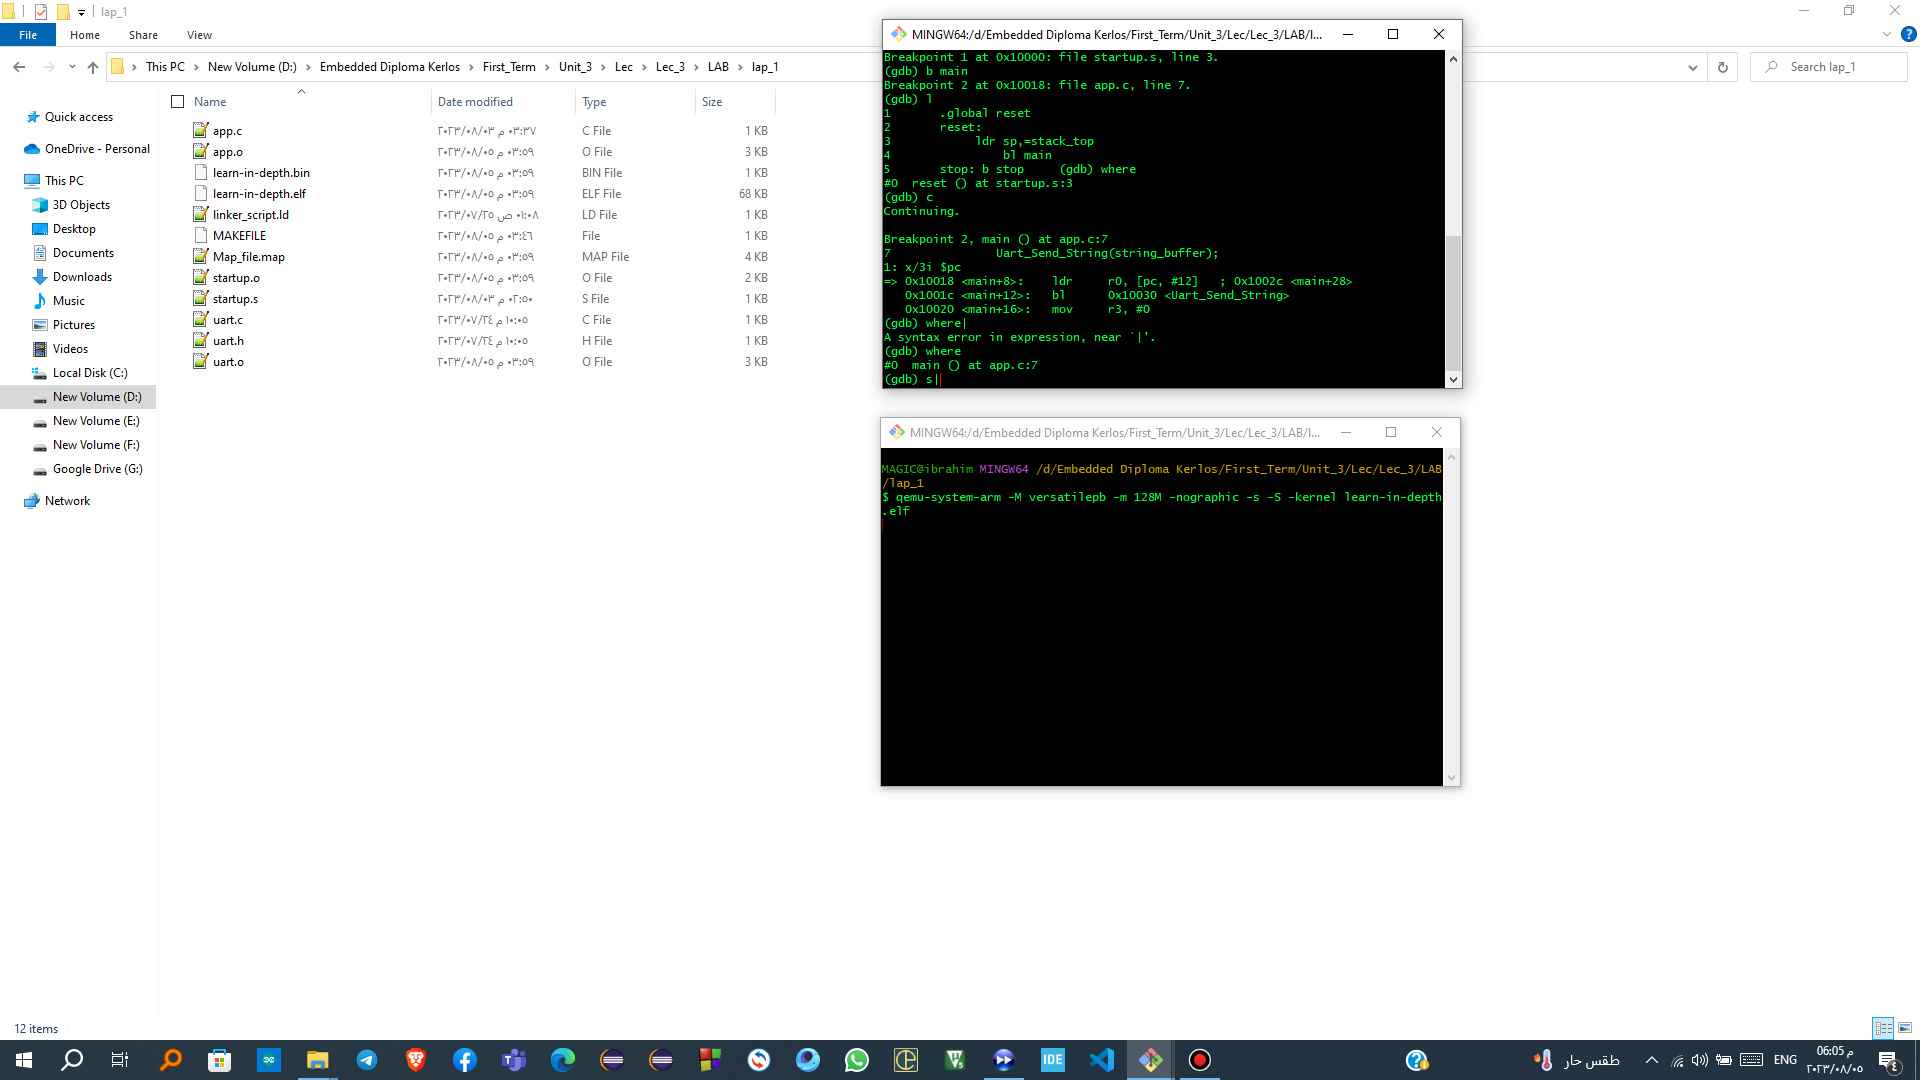 lap_1
File
Home
Share
View
This PC
New Volume (D:)
Embedded Diploma Kerlos
First_Term
Unit_3
Lec
Lec_3
LAB
lap_1
Search lap_1
Quick access
OneDrive - Personal
This PC
3D Objects
Desktop
Documents
Downloads
Music
Pictures
Videos
Local Disk (C:)
New Volume (D:)
New Volume (E:)
New Volume (F:)
Google Drive (G:)
Network
Name Date modified Type Size
app.c ٢٠٢٣/٠٨/٠٣ ٠٣:٣٧ م C File 1 KB
app.o ٢٠٢٣/٠٨/٠٥ ٠٣:٥٩ م O File 3 KB
learn-in-depth.bin ٢٠٢٣/٠٨/٠٥ ٠٣:٥٩ م BIN File 1 KB
learn-in-depth.elf ٢٠٢٣/٠٨/٠٥ ٠٣:٥٩ م ELF File 68 KB
linker_script.ld ٢٠٢٣/٠٧/٢٥ ٠١:٠٨ ص LD File 1 KB
MAKEFILE ٢٠٢٣/٠٨/٠٥ ٠٣:٤٦ م File 1 KB
Map_file.map ٢٠٢٣/٠٨/٠٥ ٠٣:٥٩ م MAP File 4 KB
startup.o ٢٠٢٣/٠٨/٠٥ ٠٣:٥٩ م O File 2 KB
startup.s ٢٠٢٣/٠٨/٠٣ ٠٢:٥٠ م S File 1 KB
uart.c ٢٠٢٣/٠٧/٢٤ ١٠:٠٥ م C File 1 KB
uart.h ٢٠٢٣/٠٧/٢٤ ١٠:٠٥ م H File 1 KB
uart.o ٢٠٢٣/٠٨/٠٥ ٠٣:٥٩ م O File 3 KB
MINGW64:/d/Embedded Diploma Kerlos/First_Term/Unit_3/Lec/Lec_3/LAB/l...
Breakpoint 1 at 0x10000: file startup.s, line 3.
(gdb) b main
Breakpoint 2 at 0x10018: file app.c, line 7.
(gdb) l
1 .global reset
2 reset:
3 ldr sp,=stack_top
4 bl main
5 stop: b stop (gdb) where
#0 reset () at startup.s:3
(gdb) c
Continuing.
Breakpoint 2, main () at app.c:7
7 Uart_Send_String(string_buffer);
1: x/3i $pc
=> 0x10018 <main+8>: ldr r0, [pc, #12] ; 0x1002c <main+28>
0x1001c <main+12>: bl 0x10030 <Uart_Send_String>
0x10020 <main+16>: mov r3, #0
(gdb) where|
A syntax error in expression, near `|'.
(gdb) where
#0 main () at app.c:7
(gdb) s|
MINGW64:/d/Embedded Diploma Kerlos/First_Term/Unit_3/Lec/Lec_3/LAB/l...
MAGIC@ibrahim MINGW64 /d/Embedded Diploma Kerlos/First_Term/Unit_3/Lec/Lec_3/LAB
/lap_1
$ qemu-system-arm -M versatilepb -m 128M -nographic -s -S -kernel learn-in-depth
.elf
12 items
IDE
طقس حار
ENG
06:05 م
٢٠٢٣/٠٨/٠٥
٤